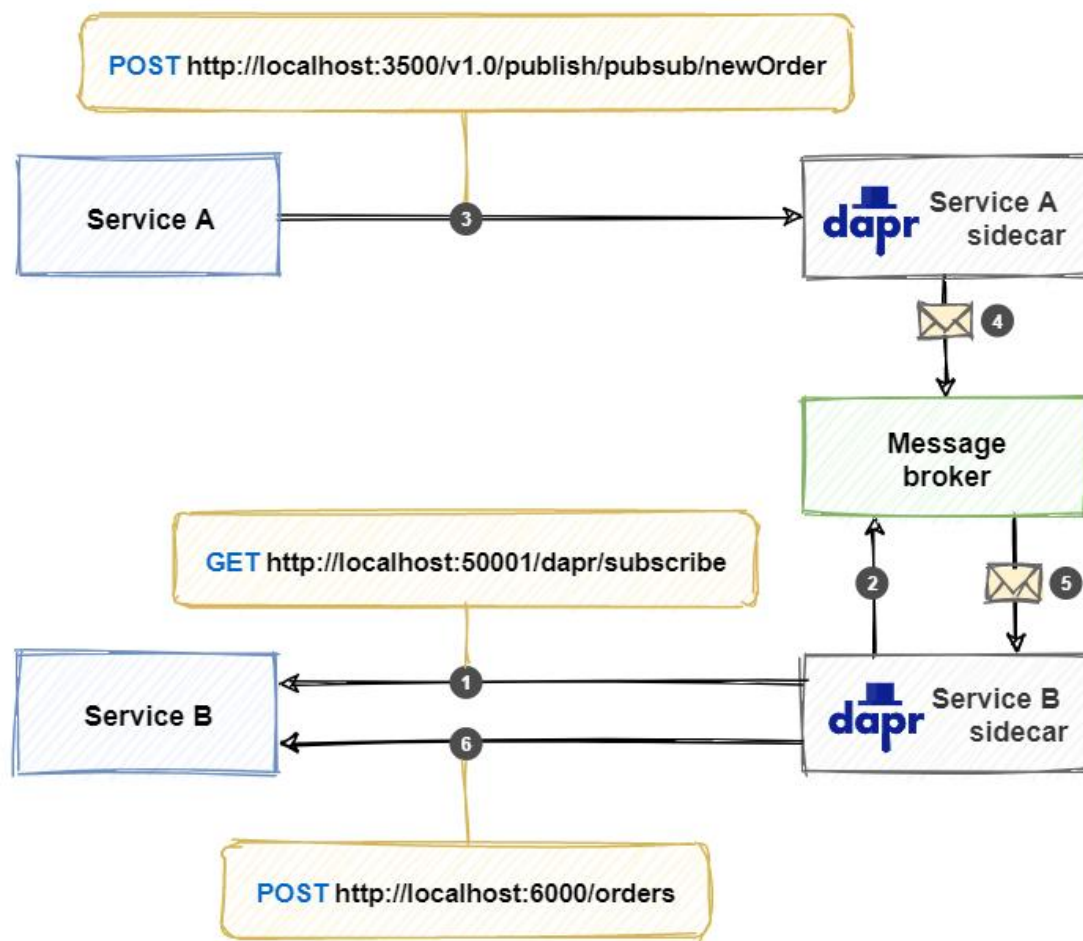 POST http://localhost:3500/v1.0/publish/pubsub/newOrder
Service A
3
dapr
Service A
sidecar
4
Message
broker
GET http://localhost:50001/dapr/subscribe
2
5
Service B
1
6
dapr
Service B
sidecar
POST http://localhost:6000/orders